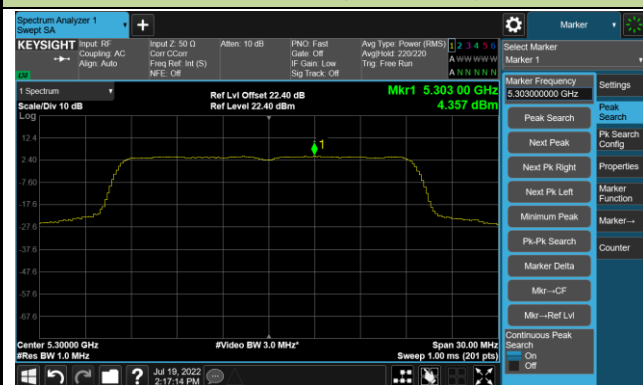 Spectrum Analyzer 1
Swept SA
+
Marker
KEYSIGHT
Input: RF
Coupling: AC
Align: Auto
Input Z: 50 Ω
Corr CCorr
Freq Ref: Int (S)
NFE: Off
Atten: 10 dB
PNO: Fast
Gate: Off
IF Gain: Low
Sig Track: Off
Avg Type: Power (RMS)
Avg|Hold: 220/220
Trig: Free Run
1 2 3 4 5 6
A W W W W W
A N N N N N
Select Marker
Marker 1
1 Spectrum
Scale/Div 10 dB
Log
Ref Lvl Offset 22.40 dB
Ref Level 22.40 dBm
Mkr1 5.303 00 GHz
4.357 dBm
12.4
2.40
-7.60
-17.6
-27.6
-37.6
-47.6
-57.6
-67.6
1
Center 5.30000 GHz
#Res BW 1.0 MHz
#Video BW 3.0 MHz*
Span 30.00 MHz
Sweep 1.00 ms (201 pts)
Marker Frequency
5.303000000 GHz
Peak Search
Next Peak
Next Pk Right
Next Pk Left
Minimum Peak
Pk-Pk Search
Marker Delta
Mkr→CF
Mkr→Ref Lvl
Continuous Peak
Search
On
Off
Settings
Peak
Search
Pk Search
Config
Properties
Marker
Function
Marker→
Counter
?
Jul 19, 2022
2:17:14 PM